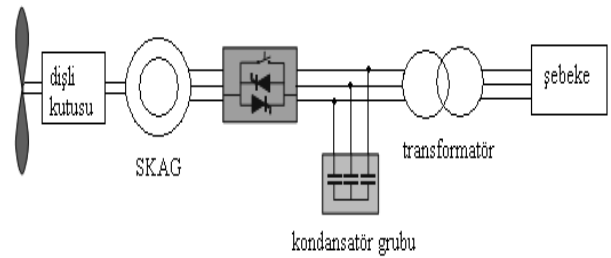 dişli
kutusu
SKAG
kondansatör grubu
transformatör
şebeke